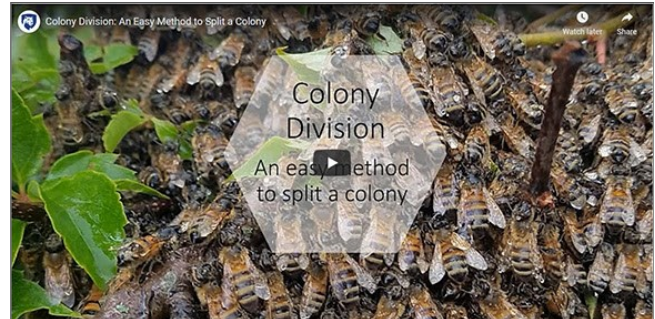 Colony Division: An Easy Method to Split a Colony
Watch later
Share
Colony
Division
An easy method
to split a colony